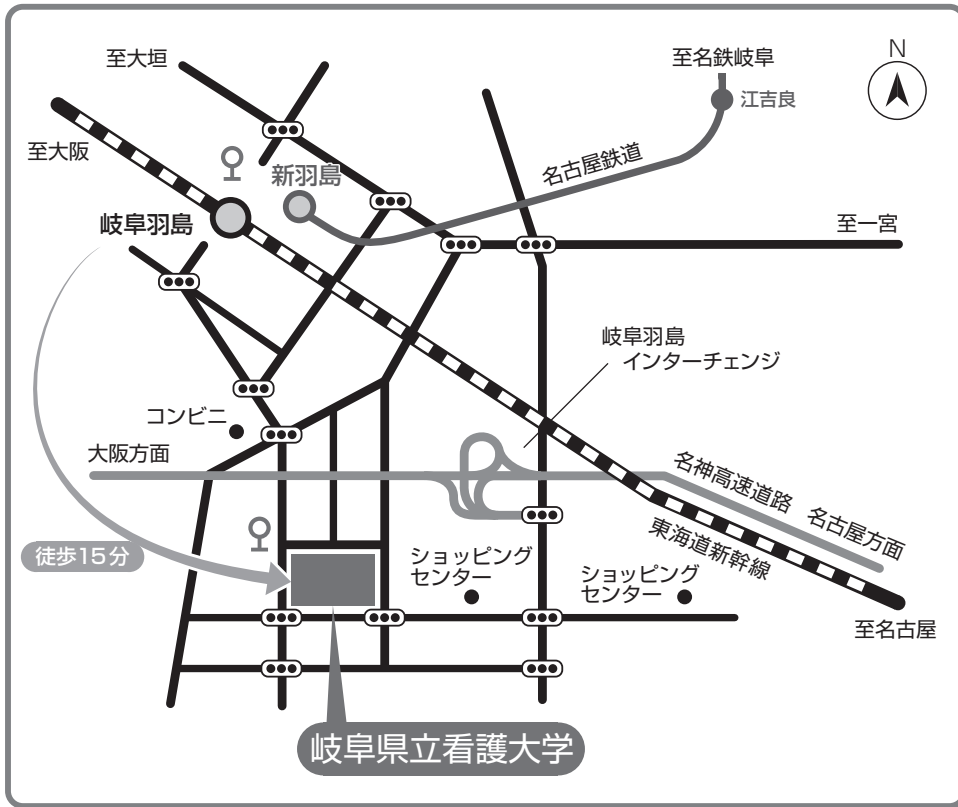 至大垣
至名鉄岐阜
N
江吉良
至大阪
新羽島
名古屋鉄道
岐阜羽島
至一宮
岐阜羽島
インターチェンジ
コンビニ
大阪方面
名神高速道路 名古屋方面
東海道新幹線
徒歩15分
ショッピング
センター
ショッピング
センター
至名古屋
岐阜県立看護大学